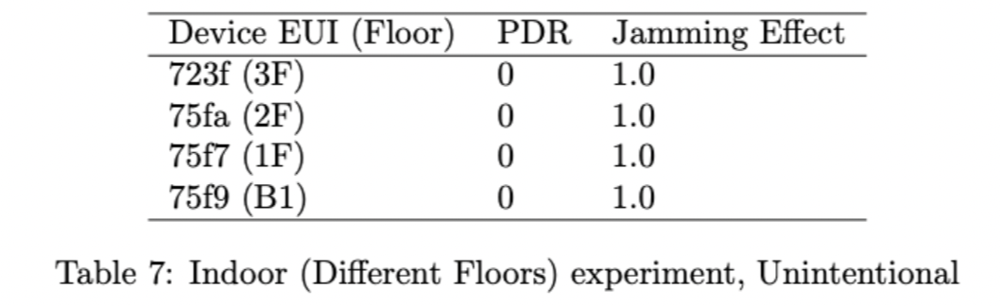 Device EUI (Floor) PDR Jamming Effect
723f (3F) 0 1.0
75fa (2F) 0 1.0
75f7 (1F) 0 1.0
75f9 (B1) 0 1.0
Table 7: Indoor (Different Floors) experiment, Unintentional